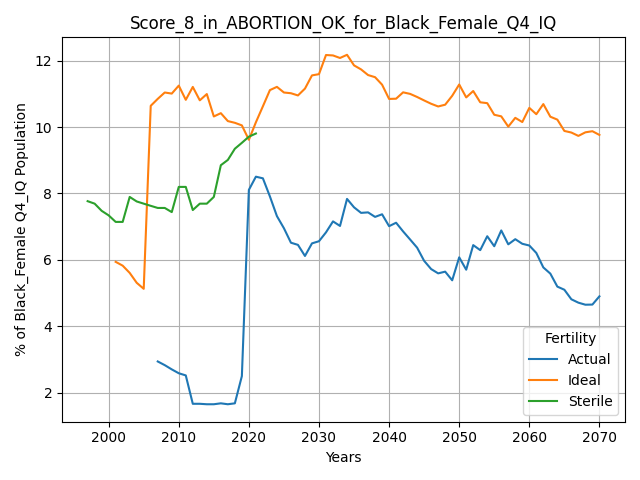 Score_8_in_ABORTION_OK_for_Black_Female_Q4_IQ
% of Black_Female Q4_IQ Population
12
10
8
6
4
2
2000 2010 2020 2030 2040 2050 2060 2070
Years
Fertility
Actual
Ideal
Sterile